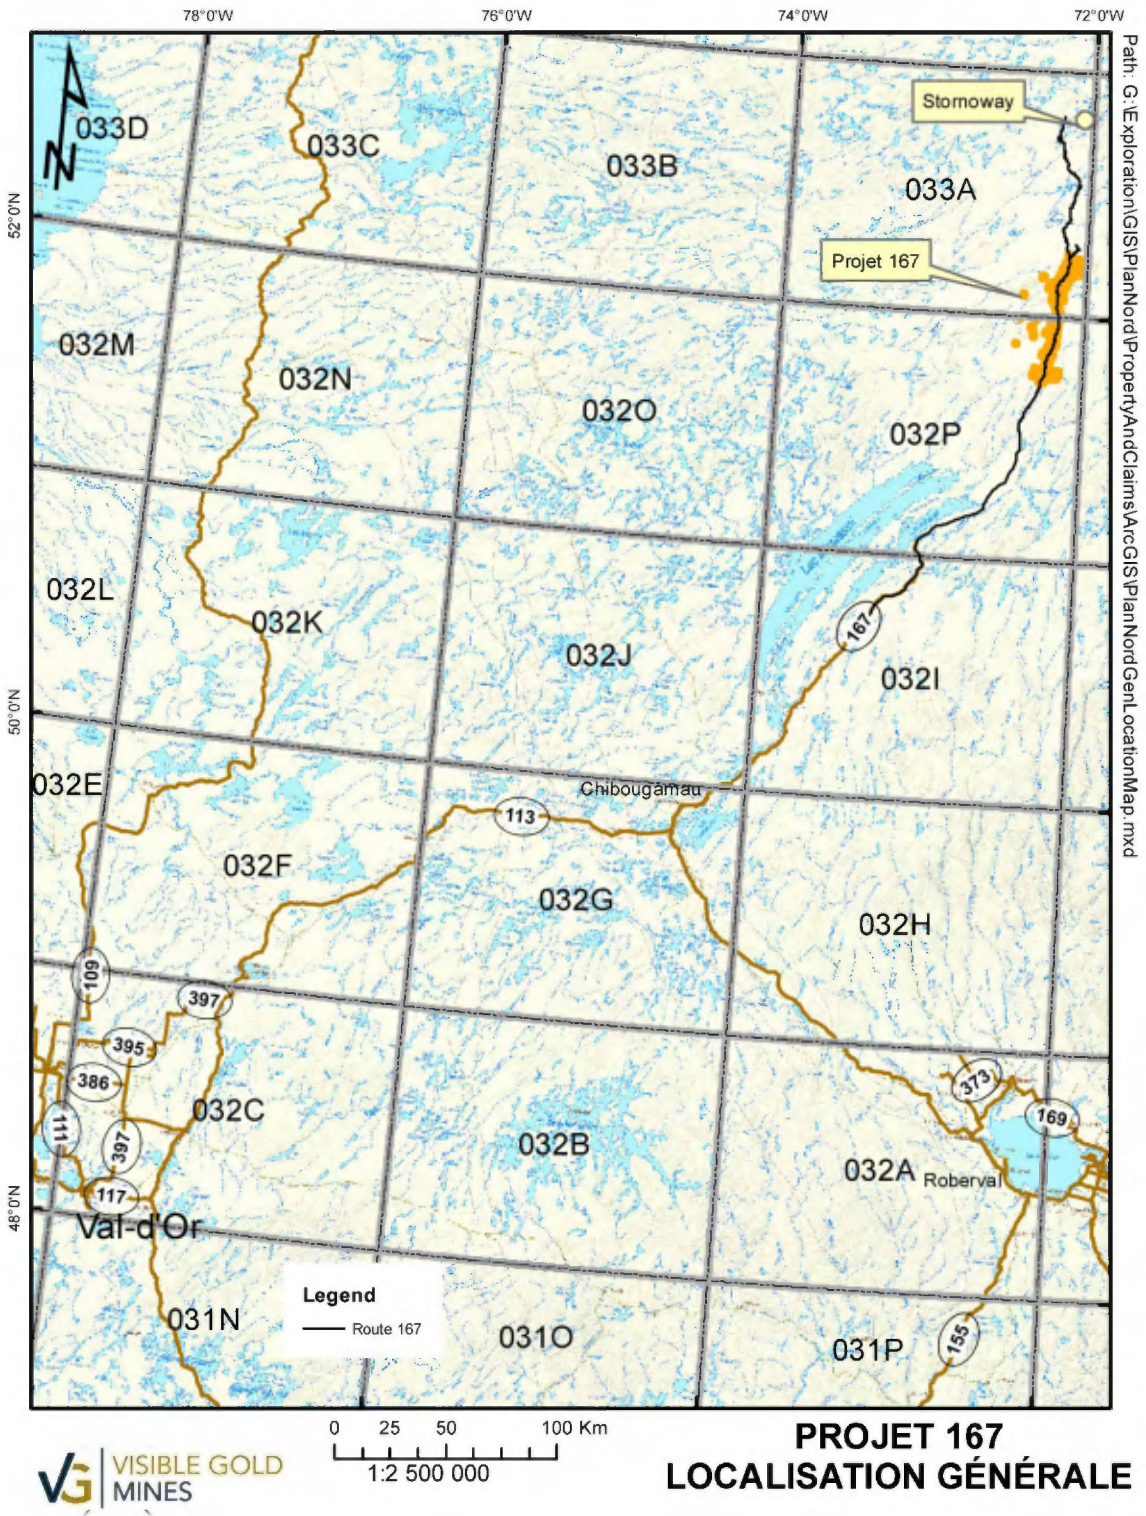 78°0'W 76°0'W 74°0'W 72°0'W
Path: G:\Exploration\GIS\PlanNord\PropertyAndClaims\ArcGIS\PlanNordGenLocationMap.mxd
Stornoway
033D
033C
033B
033A
N
52°0'N
Projet 167
032M
032N
032O
032P
032L
032K
167
032J
032I
50°0'N
032E
Chibougamau
113
032F
032G
032H
109
397
395
386
373
032C
111
397
169
032B
032A
Roberval
117
48°0'N
Val-d'Or
Legend
Route 167
031N
031O
031P
155
0 25 50 100 Km
1:2 500 000
PROJET 167
LOCALISATION GÉNÉRALE
VG
VISIBLE GOLD
MINES